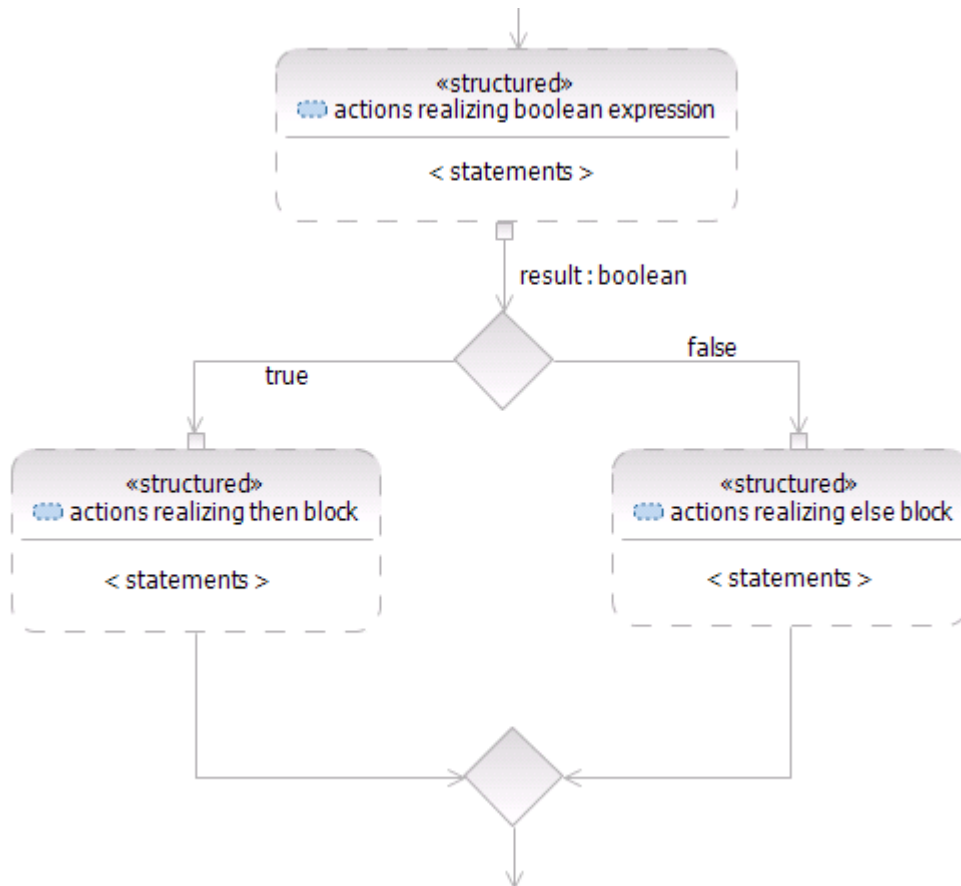 «structured»
actions realizing boolean expression
< statements >
result : boolean
true
false
«structured»
actions realizing then block
< statements >
«structured»
actions realizing else block
< statements >